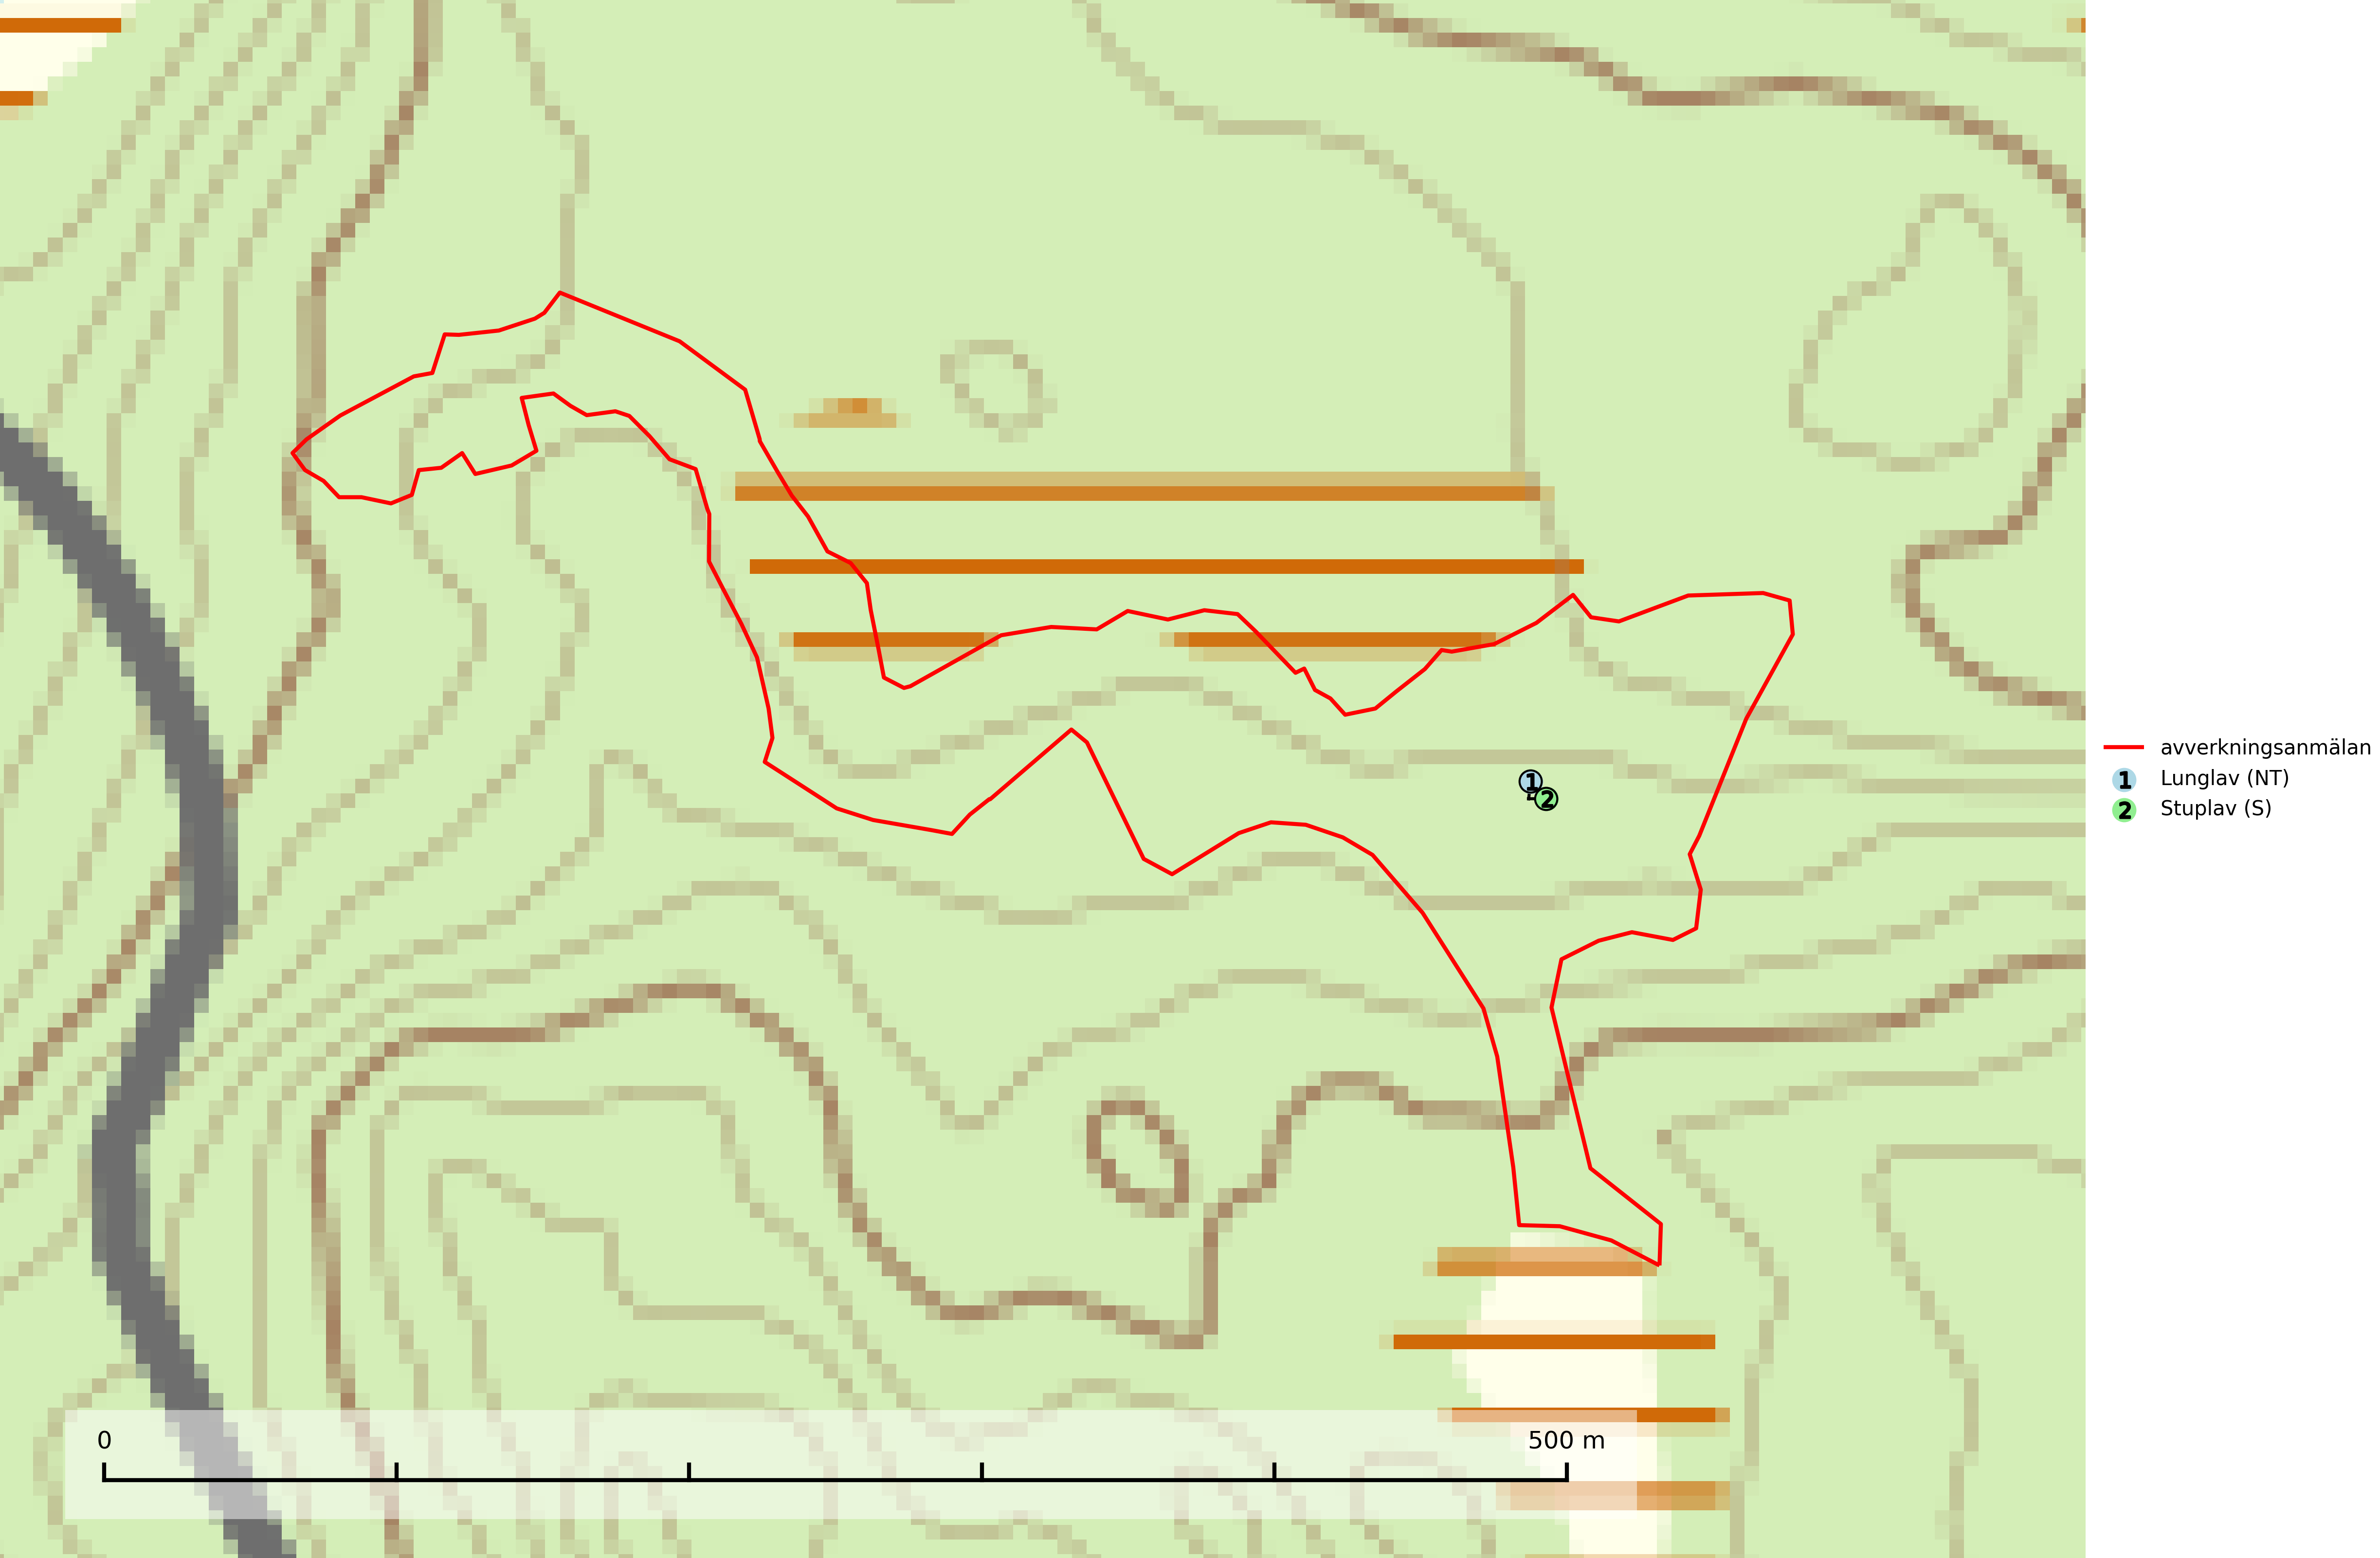 1
2
avverkningsanmälan
1 Lunglav (NT)
2 Stuplav (S)
0
500 m